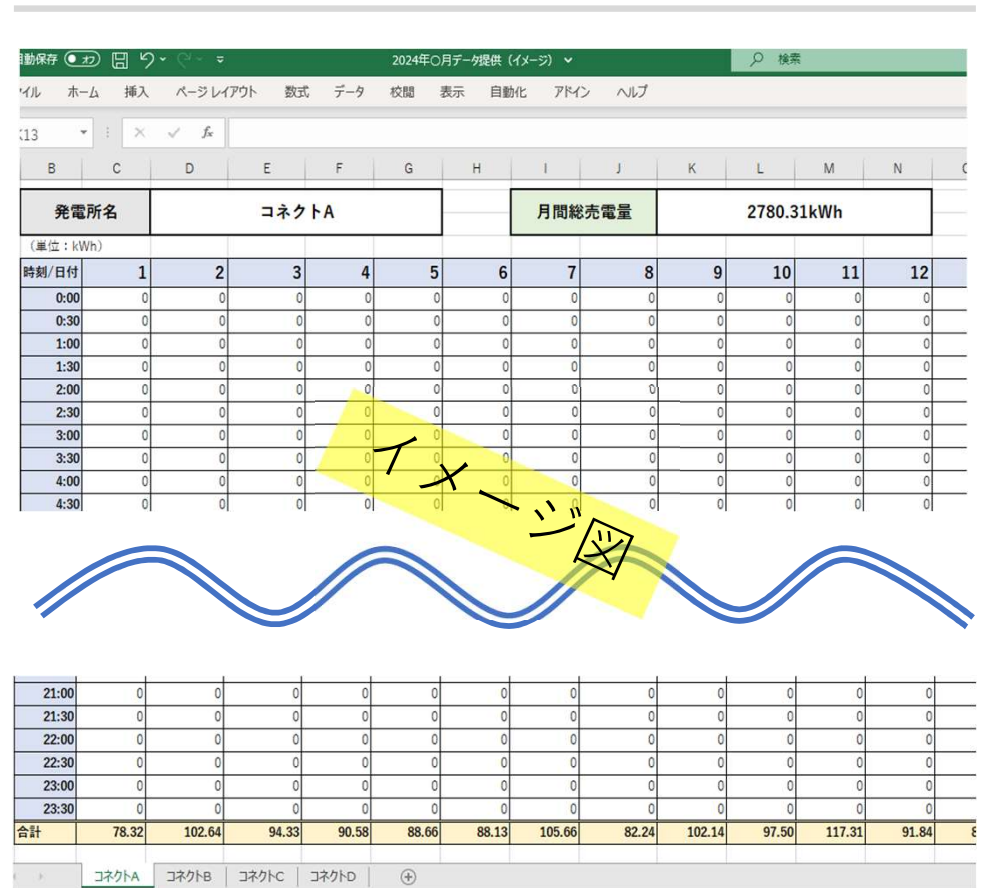 動保存 オフ 2024年〇月データ提供（イメージ） 検索
イル ホーム 挿入 ページ レイアウト 数式 データ 校閲 表示 自動化 アドイン ヘルプ
K13 fx
B C D E F G H I J K L M N
発電所名 コネクトA 月間総売電量 2780.31kWh
（単位：kWh）
時刻/日付 1 2 3 4 5 6 7 8 9 10 11 12
0:00 0 0 0 0 0 0 0 0 0 0 0 0
0:30 0 0 0 0 0 0 0 0 0 0 0 0
1:00 0 0 0 0 0 0 0 0 0 0 0 0
1:30 0 0 0 0 0 0 0 0 0 0 0 0
2:00 0 0 0 0 0 0 0 0 0 0 0 0
2:30 0 0 0 0 0 0 0 0 0 0 0 0
3:00 0 0 0 0 0 0 0 0 0 0 0 0
3:30 0 0 0 0 0 0 0 0 0 0 0 0
4:00 0 0 0 0 0 0 0 0 0 0 0 0
4:30 0 0 0 0 0 0 0 0 0 0 0 0
イメージ図
21:00 0 0 0 0 0 0 0 0 0 0 0 0
21:30 0 0 0 0 0 0 0 0 0 0 0 0
22:00 0 0 0 0 0 0 0 0 0 0 0 0
22:30 0 0 0 0 0 0 0 0 0 0 0 0
23:00 0 0 0 0 0 0 0 0 0 0 0 0
23:30 0 0 0 0 0 0 0 0 0 0 0 0
合計 78.32 102.64 94.33 90.58 88.66 88.13 105.66 82.24 102.14 97.50 117.31 91.84
コネクトA コネクトB コネクトC コネクトD